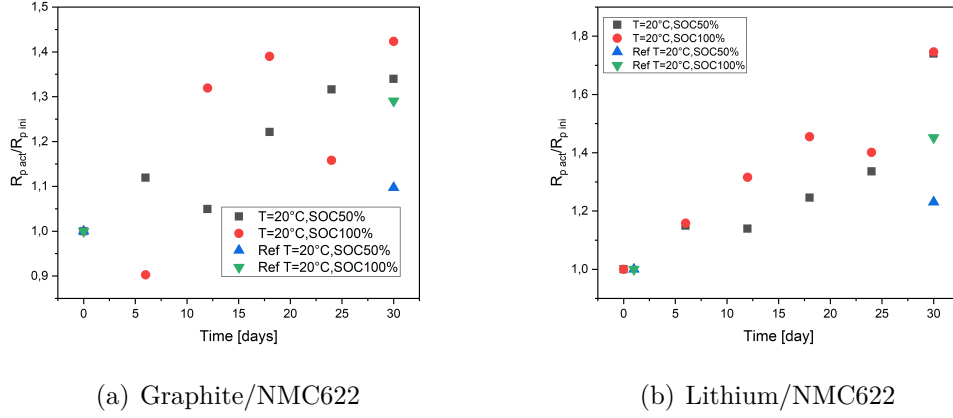 1,5
1,4
1,3
1,2
1,1
1,0
0,9
R_p act/R_p ini
T=20°C,SOC50%
T=20°C,SOC100%
Ref T=20°C,SOC50%
Ref T=20°C,SOC100%
0 5 10 15 20 25 30
Time [days]
(a) Graphite/NMC622
1,8
1,6
1,4
1,2
1,0
R_p act/R_p ini
T=20°C,SOC50%
T=20°C,SOC100%
Ref T=20°C,SOC50%
Ref T=20°C,SOC100%
0 5 10 15 20 25 30
Time [day]
(b) Lithium/NMC622